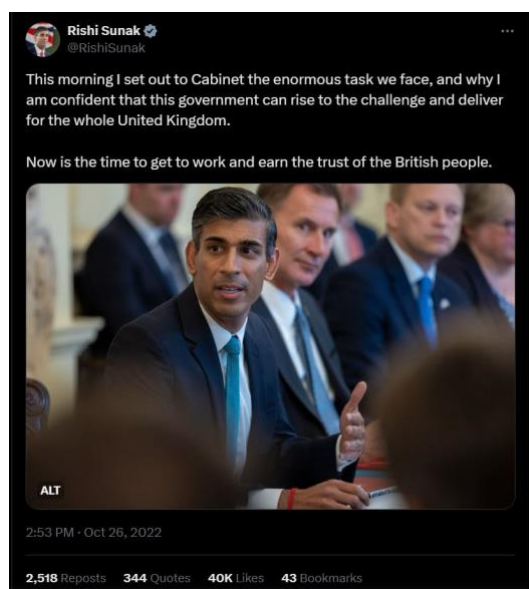 Rishi Sunak
@RishiSunak
This morning I set out to Cabinet the enormous task we face, and why I
am confident that this government can rise to the challenge and deliver
for the whole United Kingdom.
Now is the time to get to work and earn the trust of the British people.
ALT
2:53 PM · Oct 26, 2022
2,518 Reposts 344 Quotes 40K Likes 43 Bookmarks